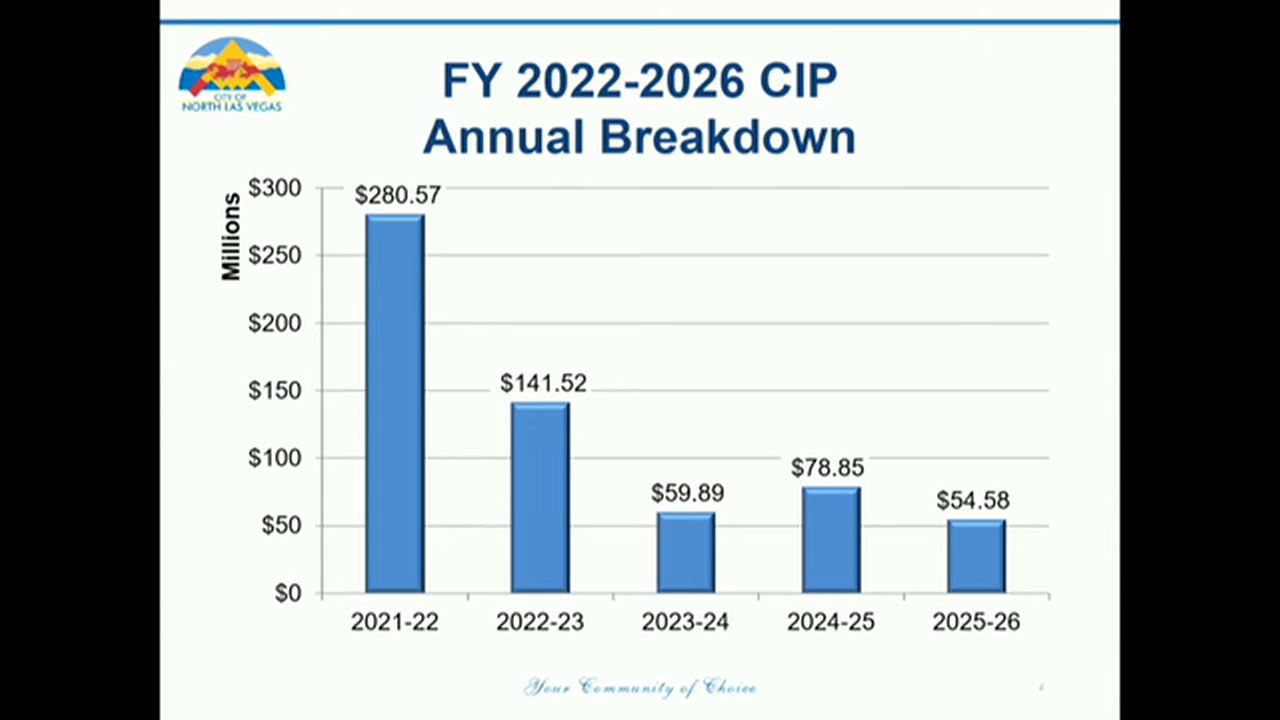 CITY OF
NORTH LAS VEGAS
FY 2022-2026 CIP
Annual Breakdown
Millions
$300
$250
$200
$150
$100
$50
$0
$280.57
$141.52
$59.89
$78.85
$54.58
2021-22
2022-23
2023-24
2024-25
2025-26
Your Community of Choice